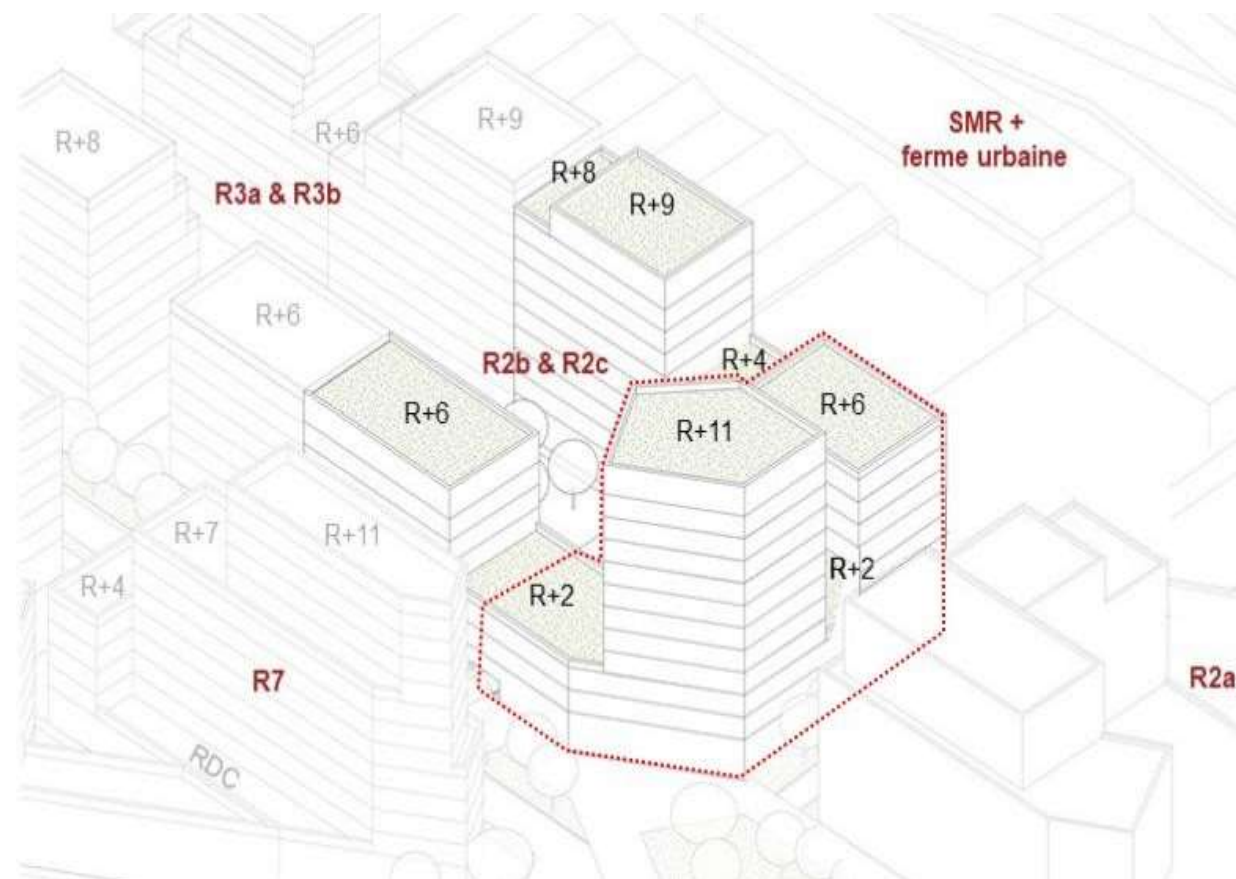 SMR +
ferme urbaine
R+9
R+6
R+8
R+8
R+9
R3a & R3b
R+6
R2b & R2c
R+4
R+6
R+6
R+11
R+7
R+11
R+2
R+4
R+2
R7
R2a
RDC